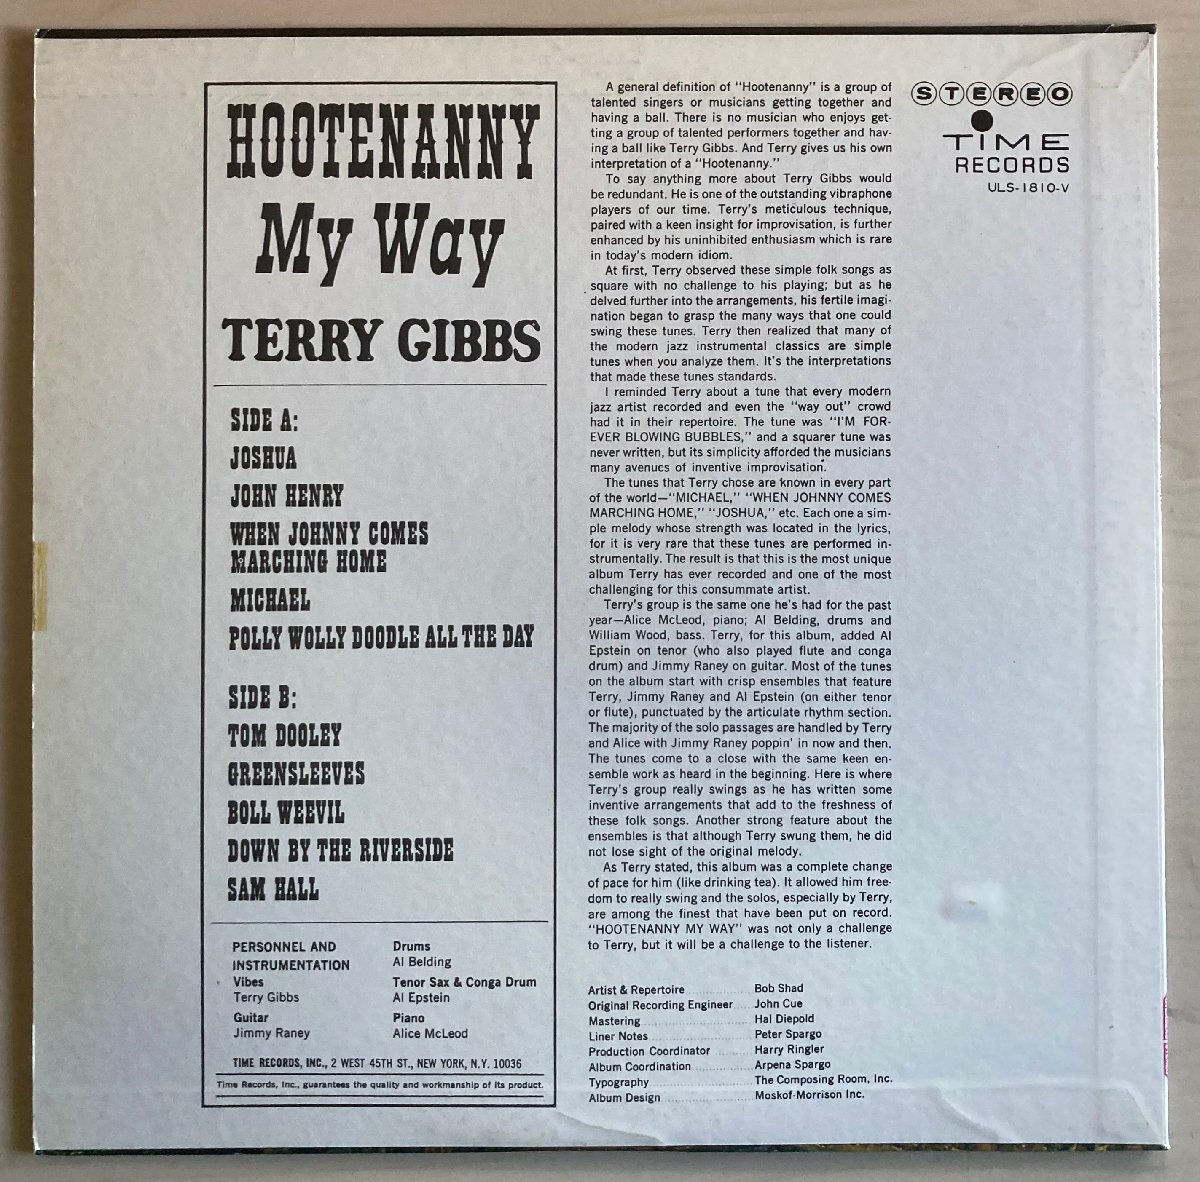 HOOTENANNY
My Way
TERRY GIBBS
SIDE A:
JOSHUA
JOHN HENRY
WHEN JOHNNY COMES
MARCHING HOME
MICHAEL
POLLY WOLLY DOODLE ALL THE DAY
SIDE B:
TOM DOOLEY
GREENSLEEVES
BOLL WEEVIL
DOWN BY THE RIVERSIDE
SAM HALL
PERSONNEL AND
INSTRUMENTATION
Vibes
Terry Gibbs
Guitar
Jimmy Raney
Drums
Al Belding
Tenor Sax & Conga Drum
Al Epstein
Piano
Alice McLeod
TIME RECORDS, INC., 2 WEST 45TH ST., NEW YORK, N.Y. 10036
Time Records, Inc., guarantees the quality and workmanship of its product.
A general definition of "Hootenanny" is a group of
talented singers or musicians getting together and
having a ball. There is no musician who enjoys get-
ting a group of talented performers together and hav-
ing a ball like Terry Gibbs. And Terry gives us his own
interpretation of a "Hootenanny."
To say anything more about Terry Gibbs would
be redundant. He is one of the outstanding vibraphone
players of our time. Terry's meticulous technique,
paired with a keen insight for improvisation, is further
enhanced by his uninhibited enthusiasm which is rare
in today's modern idiom.
At first, Terry observed these simple folk songs as
square with no challenge to his playing; but as he
delved further into the arrangements, his fertile imagi-
nation began to grasp the many ways that one could
swing these tunes. Terry then realized that many of
the modern jazz instrumental classics are simple
tunes when you analyze them. It's the interpretations
that made these tunes standards.
I reminded Terry about a tune that every modern
jazz artist recorded and even the "way out" crowd
had it in their repertoire. The tune was "I'M FOR-
EVER BLOWING BUBBLES," and a squarer tune was
never written, but its simplicity afforded the musicians
many avenues of inventive improvisation.
The tunes that Terry chose are known in every part
of the world—"MICHAEL," "WHEN JOHNNY COMES
MARCHING HOME," "JOSHUA," etc. Each one a sim-
ple melody whose strength was located in the lyrics,
for it is very rare that these tunes are performed in-
strumentally. The result is that this is the most unique
album Terry has ever recorded and one of the most
challenging for this consummate artist.
Terry's group is the same one he's had for the past
year—Alice McLeod, piano; Al Belding, drums and
William Wood, bass. Terry, for this album, added Al
Epstein on tenor (who also played flute and conga
drum) and Jimmy Raney on guitar. Most of the tunes
on the album start with crisp ensembles that feature
Terry, Jimmy Raney and Al Epstein (on either tenor
or flute), punctuated by the articulate rhythm section.
The majority of the solo passages are handled by Terry
and Alice with Jimmy Raney poppin' in now and then.
The tunes come to a close with the same keen en-
semble work as heard in the beginning. Here is where
Terry's group really swings as he has written some
inventive arrangements that add to the freshness of
these folk songs. Another strong feature about the
ensembles is that although Terry swung them, he did
not lose sight of the original melody.
As Terry stated, this album was a complete change
of pace for him (like drinking tea). It allowed him free-
dom to really swing and the solos, especially by Terry,
are among the finest that have been put on record.
"HOOTENANNY MY WAY" was not only a challenge
to Terry, but it will be a challenge to the listener.
Artist & Repertoire Bob Shad
Original Recording Engineer John Cue
Mastering Hal Diepold
Liner Notes Peter Spargo
Production Coordinator Harry Ringler
Album Coordination Arpena Spargo
Typography The Composing Room, Inc.
Album Design Moskof-Morrison Inc.
STEREO
TIME
RECORDS
ULS-1810-V